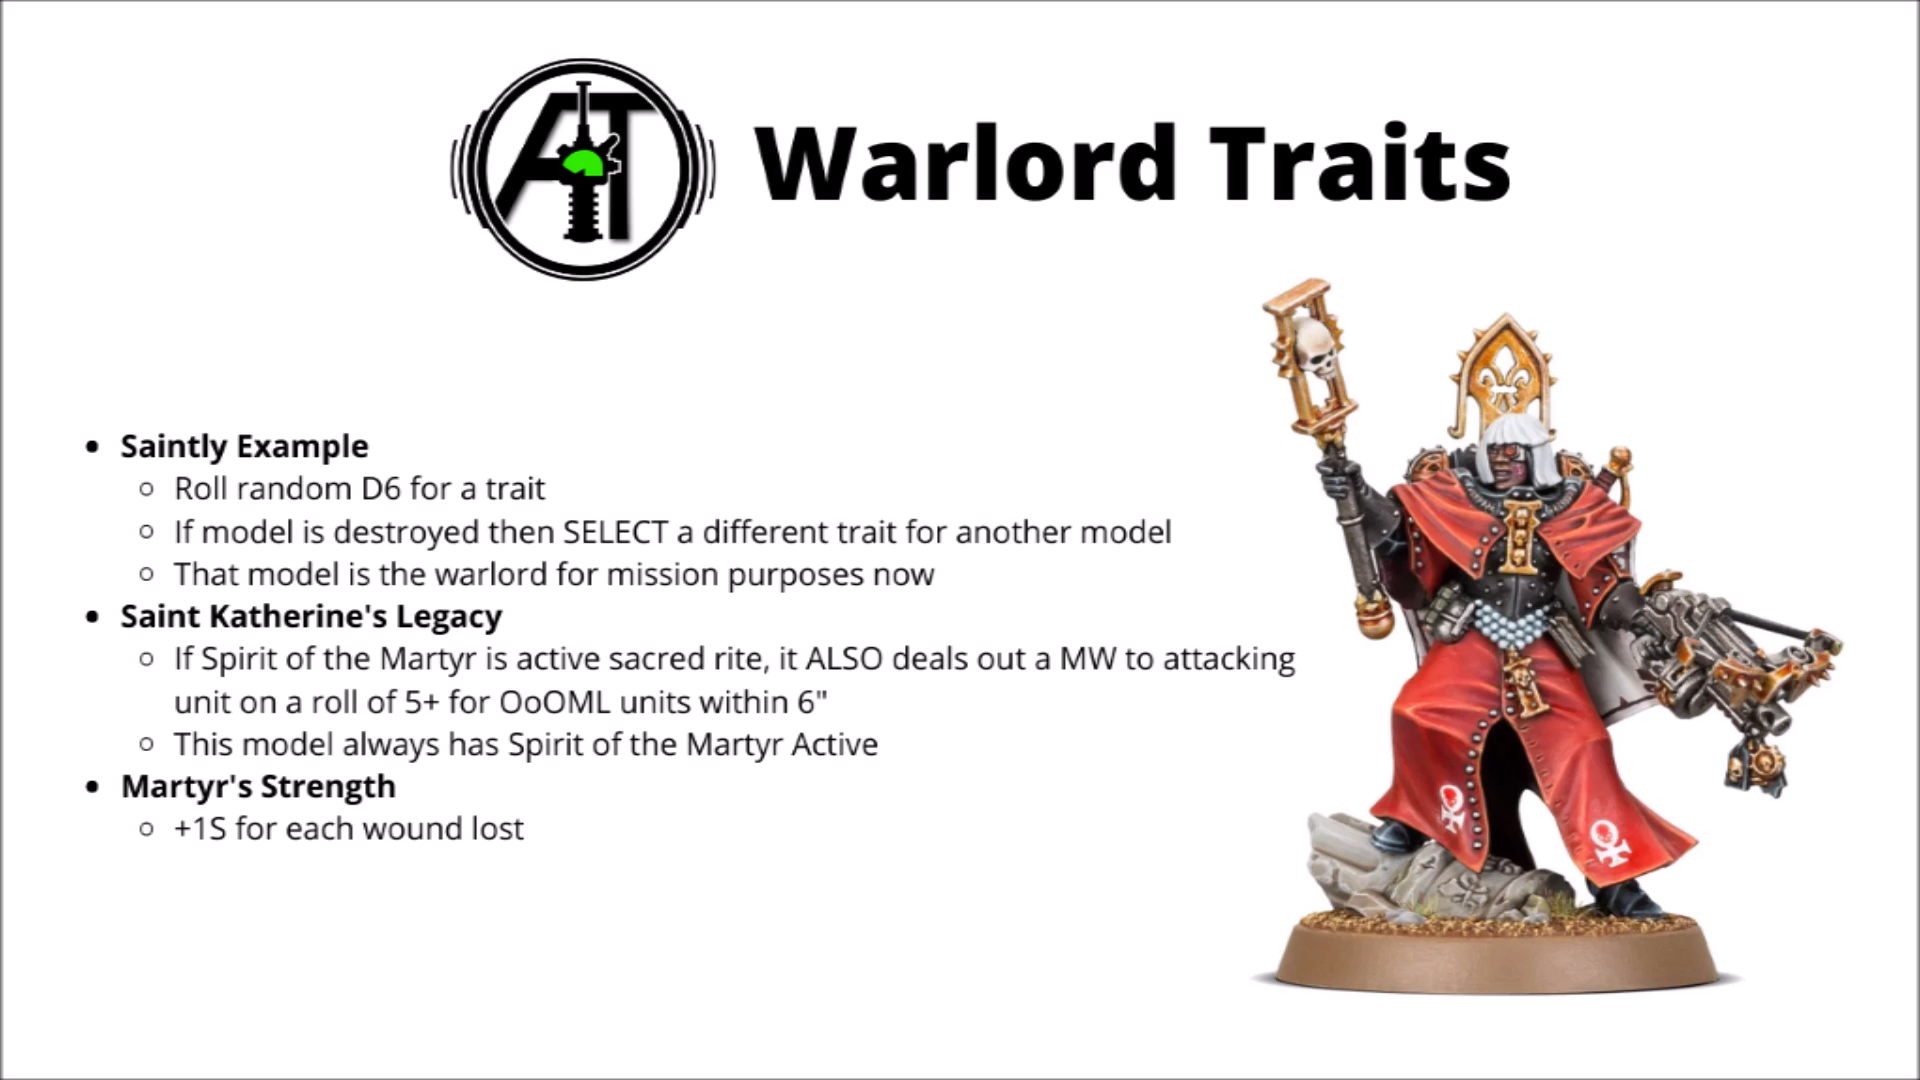 AT
Warlord Traits
• Saintly Example
○ Roll random D6 for a trait
○ If model is destroyed then SELECT a different trait for another model
○ That model is the warlord for mission purposes now
• Saint Katherine's Legacy
○ If Spirit of the Martyr is active sacred rite, it ALSO deals out a MW to attacking
unit on a roll of 5+ for OoOML units within 6"
○ This model always has Spirit of the Martyr Active
• Martyr's Strength
○ +1S for each wound lost